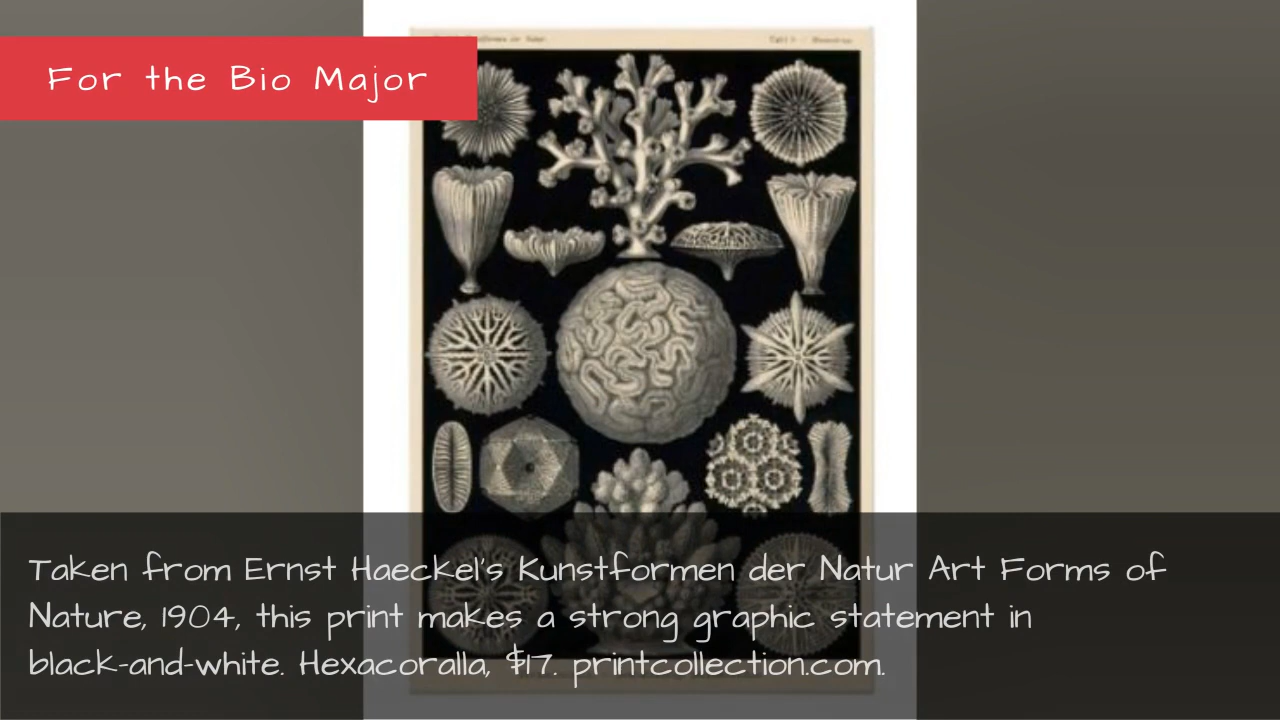 For the Bio Major
Taken from Ernst Haeckel's Kunstformen der Natur Art Forms of
Nature, 1904, this print makes a strong graphic statement in
black-and-white. Hexacoralla, $17. printcollection.com.